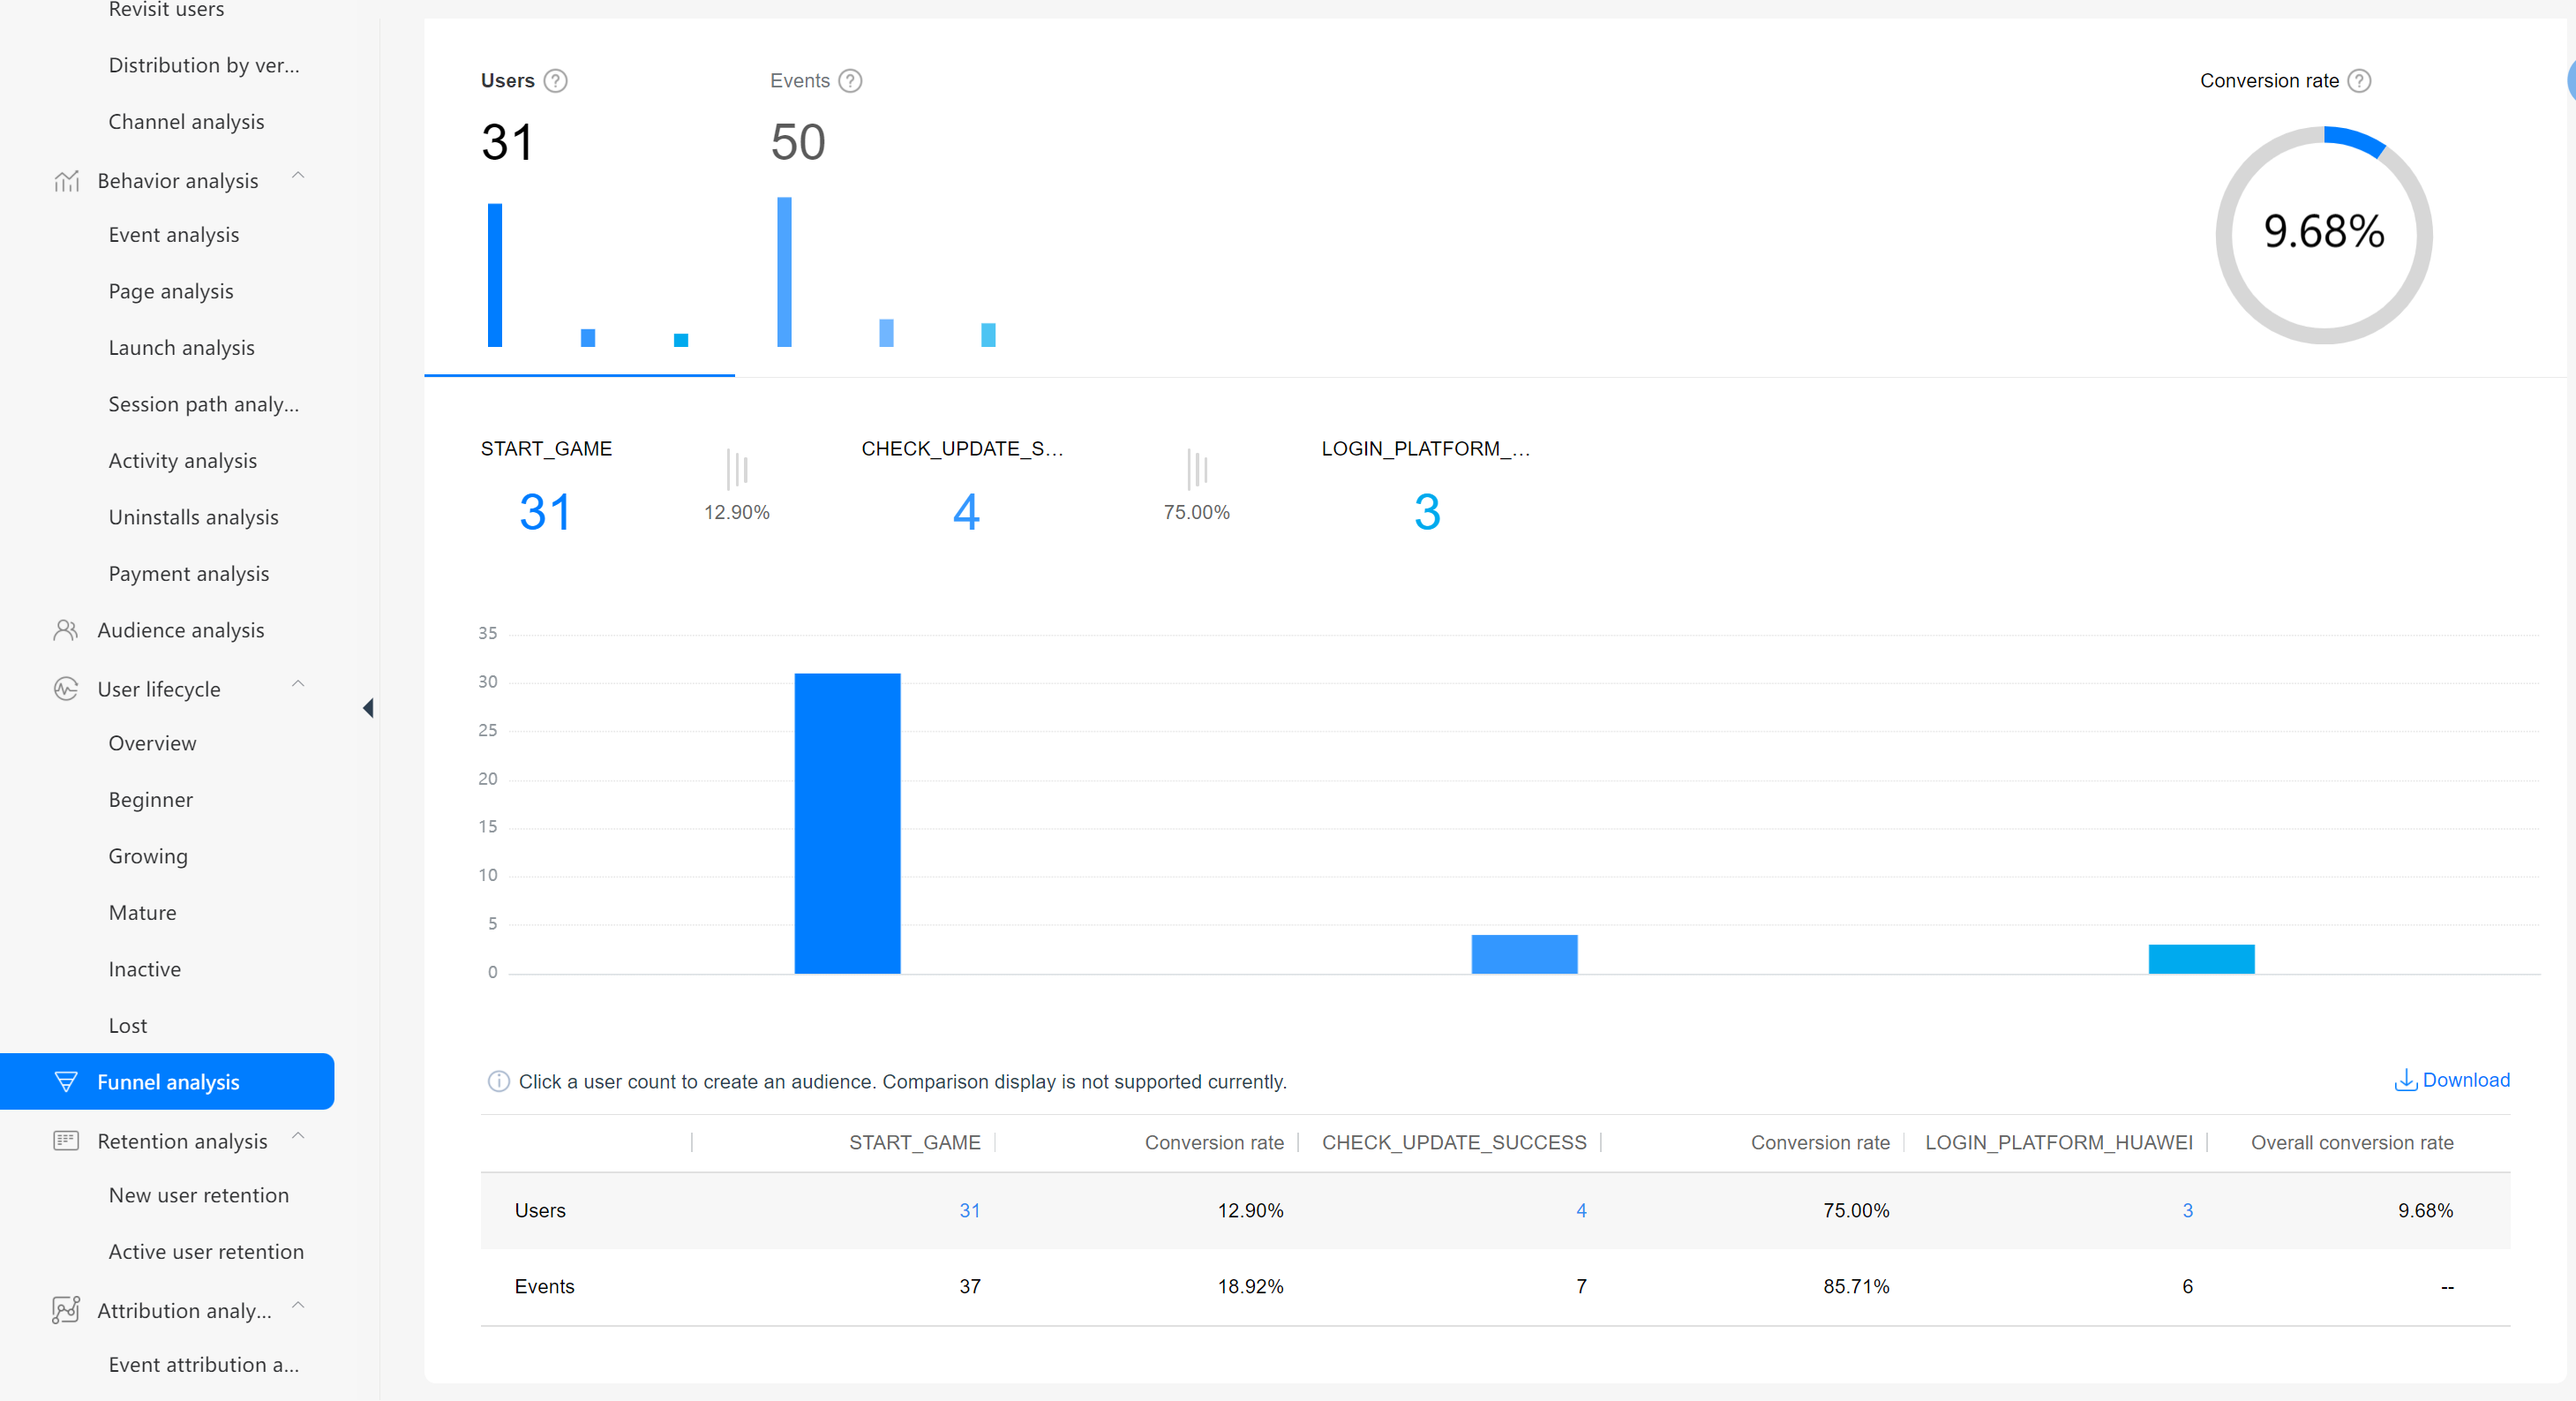 Revisit users
Distribution by ver...
Channel analysis
Behavior analysis
Event analysis
Page analysis
Launch analysis
Session path analy...
Activity analysis
Uninstalls analysis
Payment analysis
Audience analysis
User lifecycle
Overview
Beginner
Growing
Mature
Inactive
Lost
Funnel analysis
Retention analysis
New user retention
Active user retention
Attribution analy...
Event attribution a...
Users ? Events ? Conversion rate ?
31 50
9.68%
START_GAME CHECK_UPDATE_S... LOGIN_PLATFORM_...
31 12.90% 4 75.00% 3
35
30
25
20
15
10
5
0
Click a user count to create an audience. Comparison display is not supported currently. Download
START_GAME Conversion rate CHECK_UPDATE_SUCCESS Conversion rate LOGIN_PLATFORM_HUAWEI Overall conversion rate
Users 31 12.90% 4 75.00% 3 9.68%
Events 37 18.92% 7 85.71% 6 --